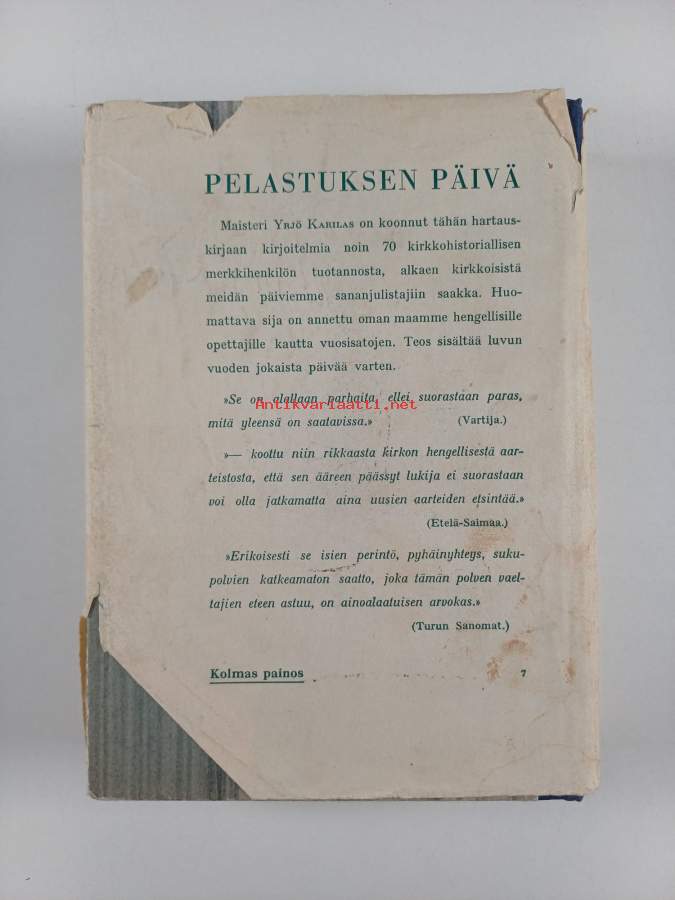 PELASTUKSEN PÄIVÄ
Maisteri YRJÖ KARILAS on koonnut tähän hartaus-
kirjaan kirjoitelmia noin 70 kirkkohistoriallisen
merkkihenkilön tuotannosta, alkaen kirkkoisistä
meidän päiviemme sananjulistajiin saakka. Huo-
mattava sija on annettu oman maamme hengellisille
opettajille kautta vuosisatojen. Teos sisältää luvun
vuoden jokaista päivää varten.
»Se on alallaan parhaita, ellei suorastaan paras,
Antikvariaatti.net
mitä yleensä on saatavissa.» (Vartija.)
»— koottu niin rikkaasta kirkon hengellisestä aar-
teistosta, että sen ääreen päässyt lukija ei suorastaan
voi olla jatkamatta aina uusien aarteiden etsintää.»
(Etelä-Saimaa.)
»Erikoisesti se isien perintö, pyhäinyhteys, suku-
polvien katkeamaton saatto, joka tämän polven vael-
tajien eteen astuu, on ainoalaatuisen arvokas.»
(Turun Sanomat.)
Kolmas painos 7